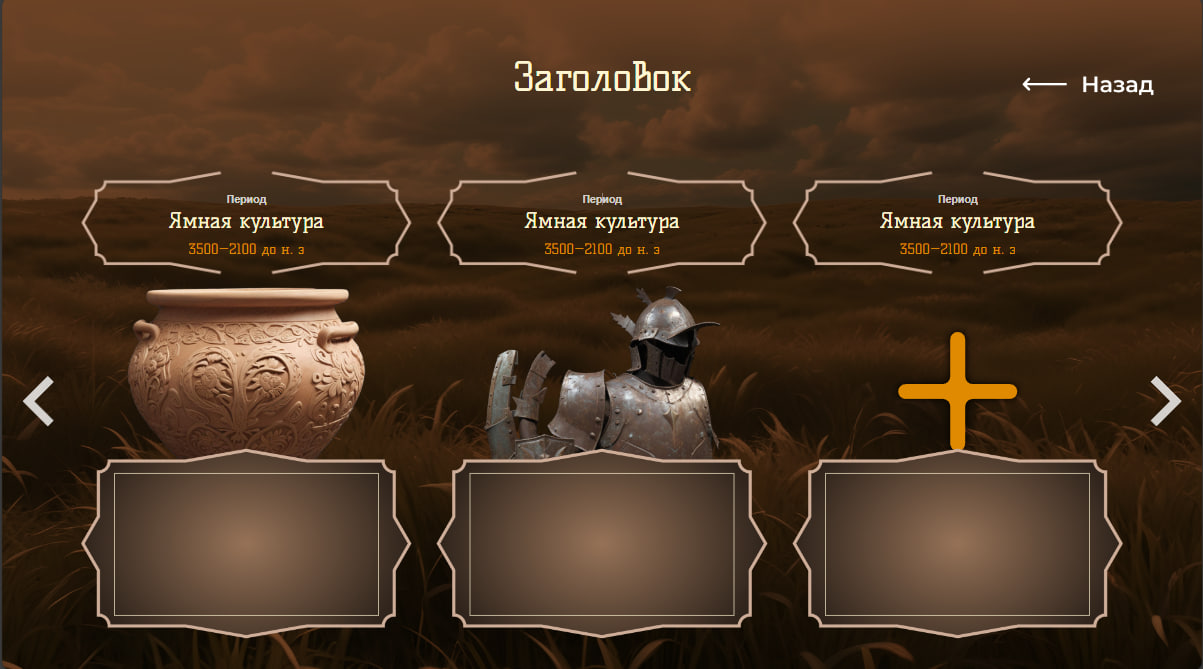 Заголовок
Назад
Период
Ямная культура
3500—2100 до н. э
Период
Ямная культура
3500—2100 до н. э
Период
Ямная культура
3500—2100 до н. э